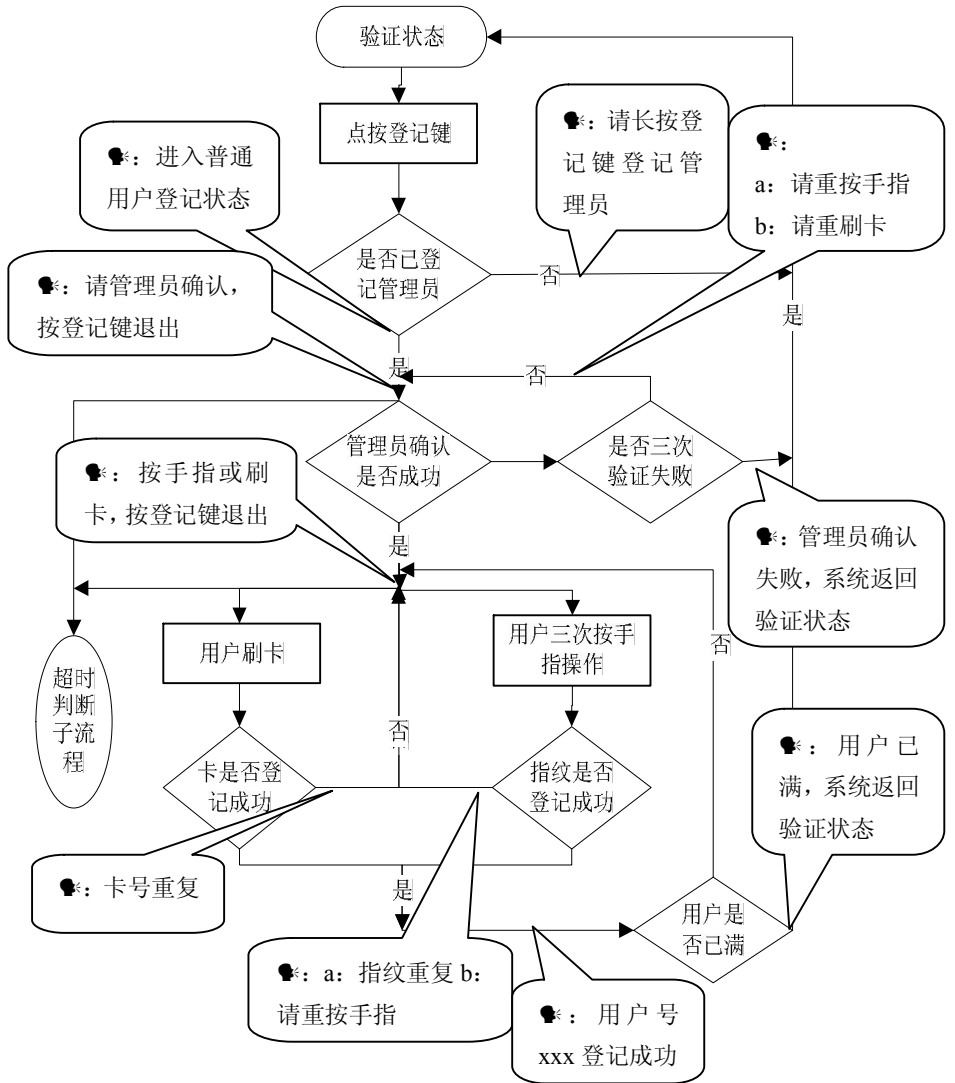 验证状态
点按登记键
🗣：进入普通
用户登记状态
🗣：请长按登
记键登记管
理员
🗣：
a：请重按手指
b：请重刷卡
是否已登
记管理员
否
🗣：请管理员确认，
按登记键退出
是
是
否
管理员确认
是否成功
是否三次
验证失败
🗣：按手指或刷
卡，按登记键退出
是
🗣：管理员确认
失败，系统返回
验证状态
用户刷卡
用户三次按手
指操作
否
超时
判断
子流
程
否
卡是否登
记成功
指纹是否
登记成功
🗣：用户已
满，系统返回
验证状态
🗣：卡号重复
是
用户是
否已满
🗣：a：指纹重复 b：
请重按手指
🗣：用户号
xxx 登记成功